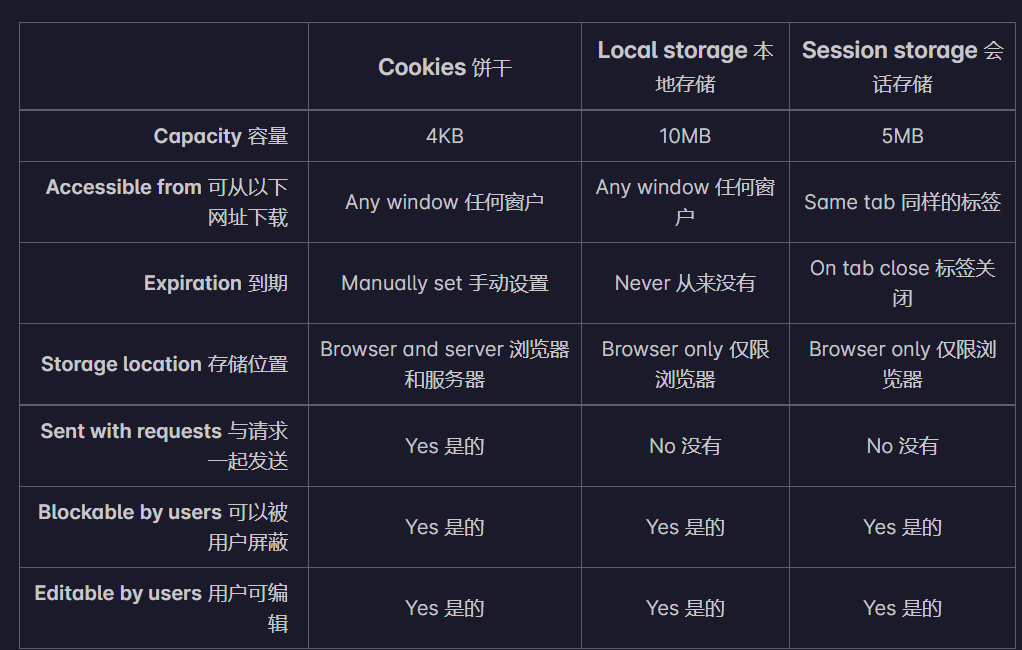 Cookies 饼干
Local storage 本
地存储
Session storage 会
话存储
Capacity 容量
4KB
10MB
5MB
Accessible from 可从以下
网址下载
Any window 任何窗户
Any window 任何窗
户
Same tab 同样的标签
Expiration 到期
Manually set 手动设置
Never 从来没有
On tab close 标签关
闭
Storage location 存储位置
Browser and server 浏览器
和服务器
Browser only 仅限
浏览器
Browser only 仅限浏
览器
Sent with requests 与请求
一起发送
Yes 是的
No 没有
No 没有
Blockable by users 可以被
用户屏蔽
Yes 是的
Yes 是的
Yes 是的
Editable by users 用户可编
辑
Yes 是的
Yes 是的
Yes 是的